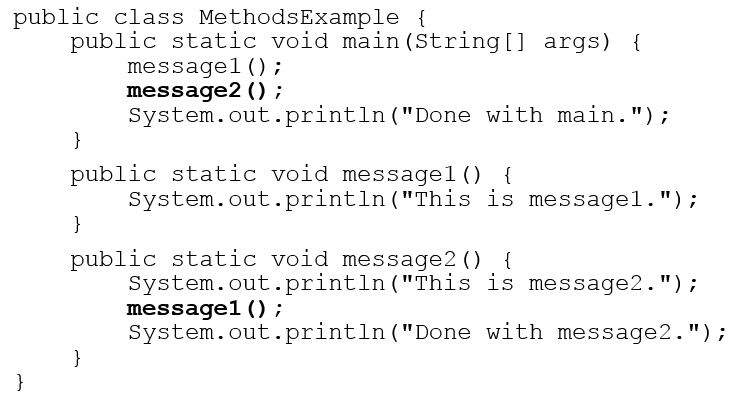 public class MethodsExample {
    public static void main(String[] args) {
        message1();
        message2();
        System.out.println("Done with main.");
    }
    public static void message1() {
        System.out.println("This is message1.");
    }
    public static void message2() {
        System.out.println("This is message2.");
        message1();
        System.out.println("Done with message2.");
    }
}